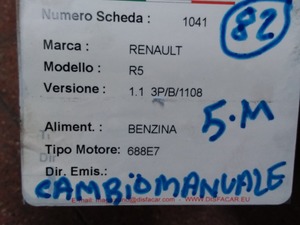 Numero Scheda : 1041
82
Marca : RENAULT
Modello : R5
Versione : 1.1 3P/B/1108
Aliment. : BENZINA
5.M
Tipo Motore: 688E7
Dir. Emis.:
CAMBIOMANUALE
WWW.DISFACAR.EU